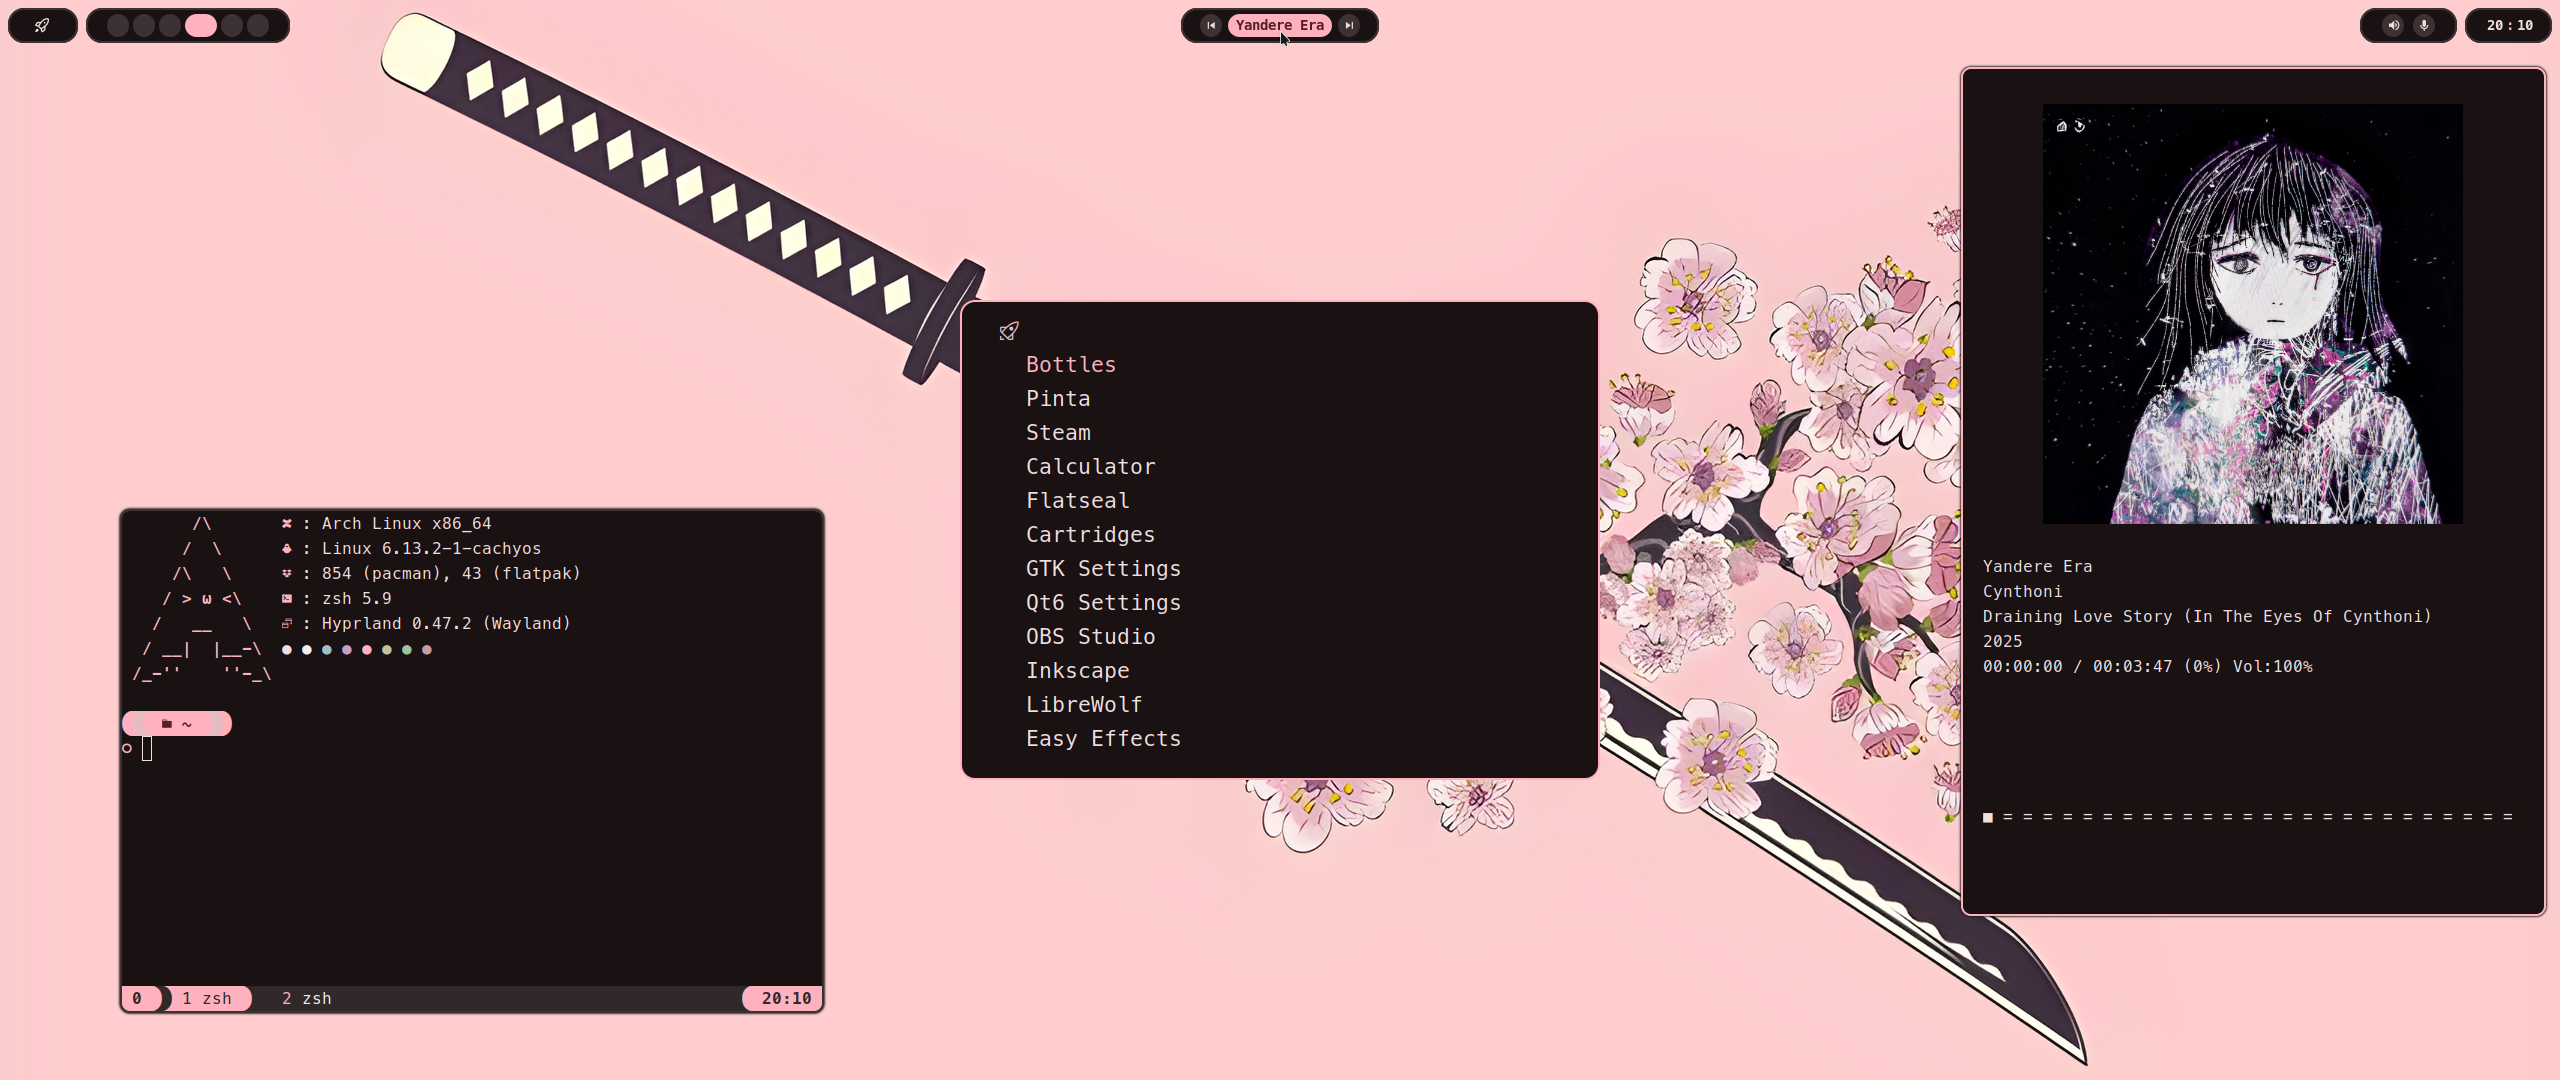 Yandere Era
20:10
/\ : Arch Linux x86_64
/  \ : Linux 6.13.2-1-cachyos
/\   \ : 854 (pacman), 43 (flatpak)
/ > ω <\ : zsh 5.9
/   __   \ : Hyprland 0.47.2 (Wayland)
/ __|  |__-\
/_-''    ''-_\
~
0 1 zsh 2 zsh 20:10
Bottles
Pinta
Steam
Calculator
Flatseal
Cartridges
GTK Settings
Qt6 Settings
OBS Studio
Inkscape
LibreWolf
Easy Effects
Yandere Era
Cynthoni
Draining Love Story (In The Eyes Of Cynthoni)
2025
00:00:00 / 00:03:47 (0%) Vol:100%
■ = = = = = = = = = = = = = = = = = = = = = = = = = =